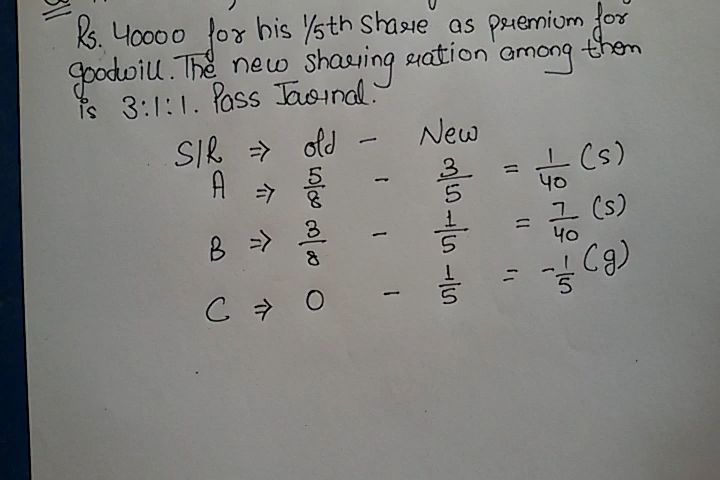 Rs. 40000 for his 1/5th Share as premium for
goodwill. The new sharing ration among them
is 3:1:1. Pass Journal.
S/R ⇒ old - New
A ⇒ 5/8 - 3/5 = 1/40 (s)
B ⇒ 3/8 - 1/5 = 7/40 (s)
C ⇒ 0 - 1/5 = -1/5 (g)